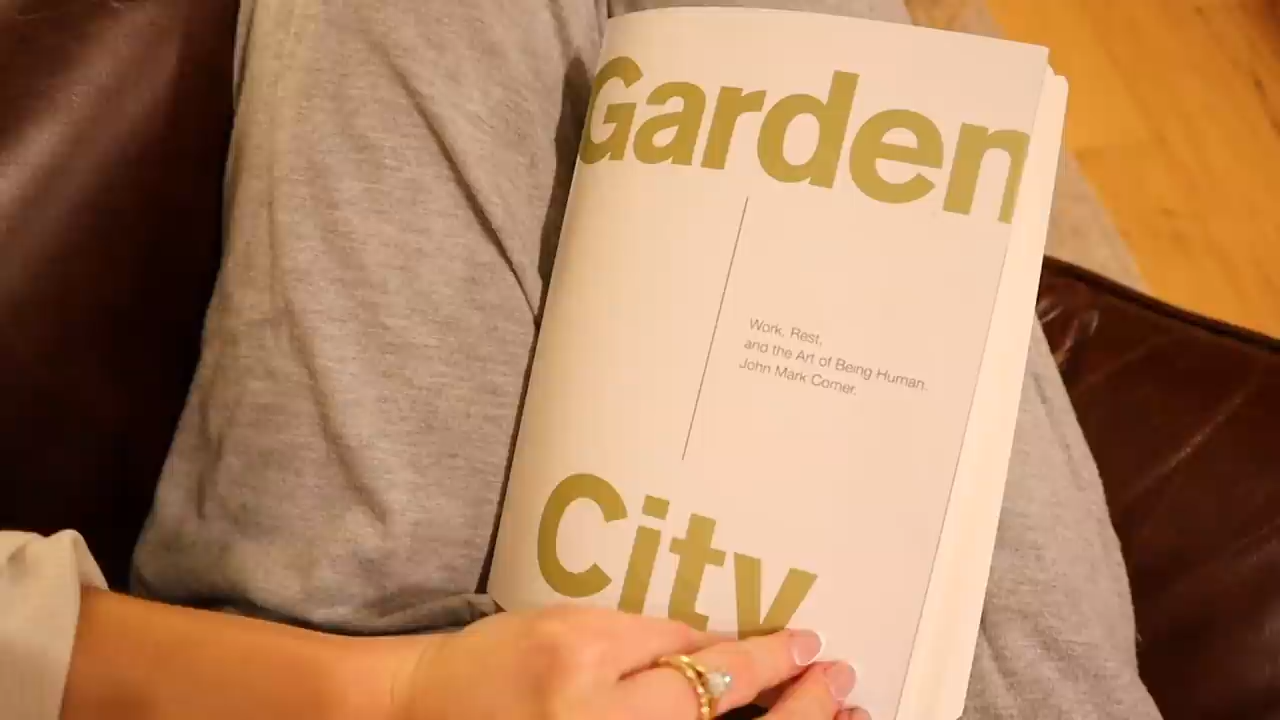 Garden
Work, Rest,
and the Art of Being Human.
John Mark Comer.
City